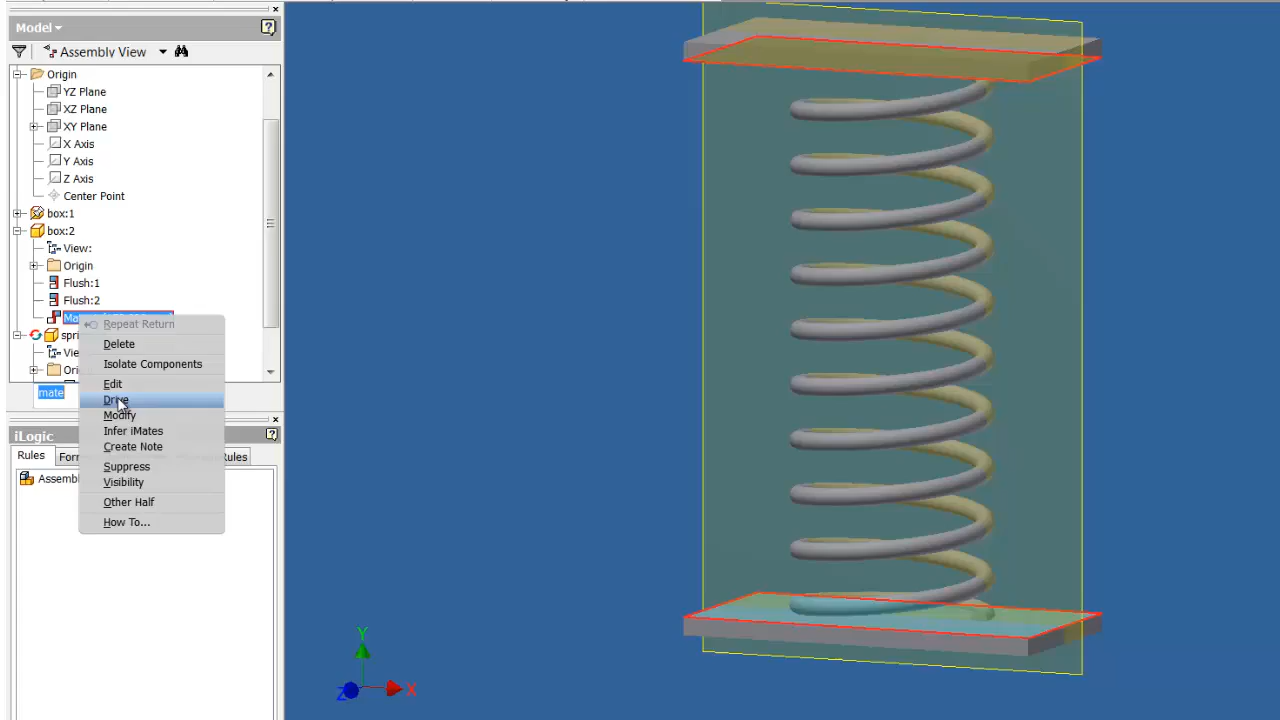 Model
Assembly View
Origin
YZ Plane
XZ Plane
XY Plane
X Axis
Y Axis
Z Axis
Center Point
box:1
box:2
View:
Origin
Flush:1
Flush:2
Repeat Return
Delete
Isolate Components
Edit
mate
Drive
Modify
Infer iMates
Create Note
Suppress
Visibility
Other Half
How To...
iLogic
Rules
Rules
Y
X
Z